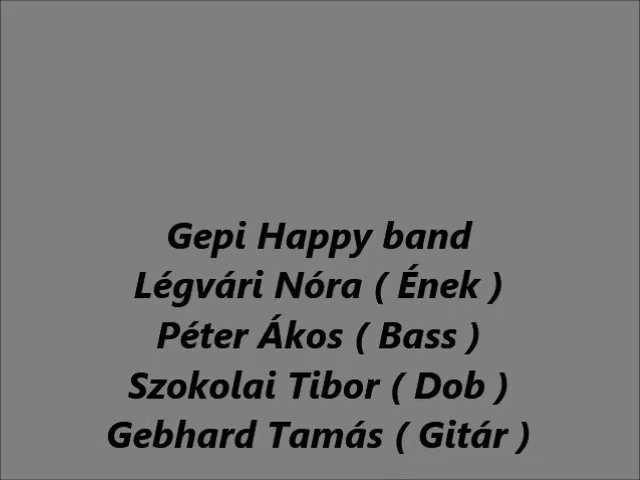 Gepi Happy band
Légvári Nóra ( Ének )
Péter Ákos ( Bass )
Szokolai Tibor ( Dob )
Gebhard Tamás ( Gitár )